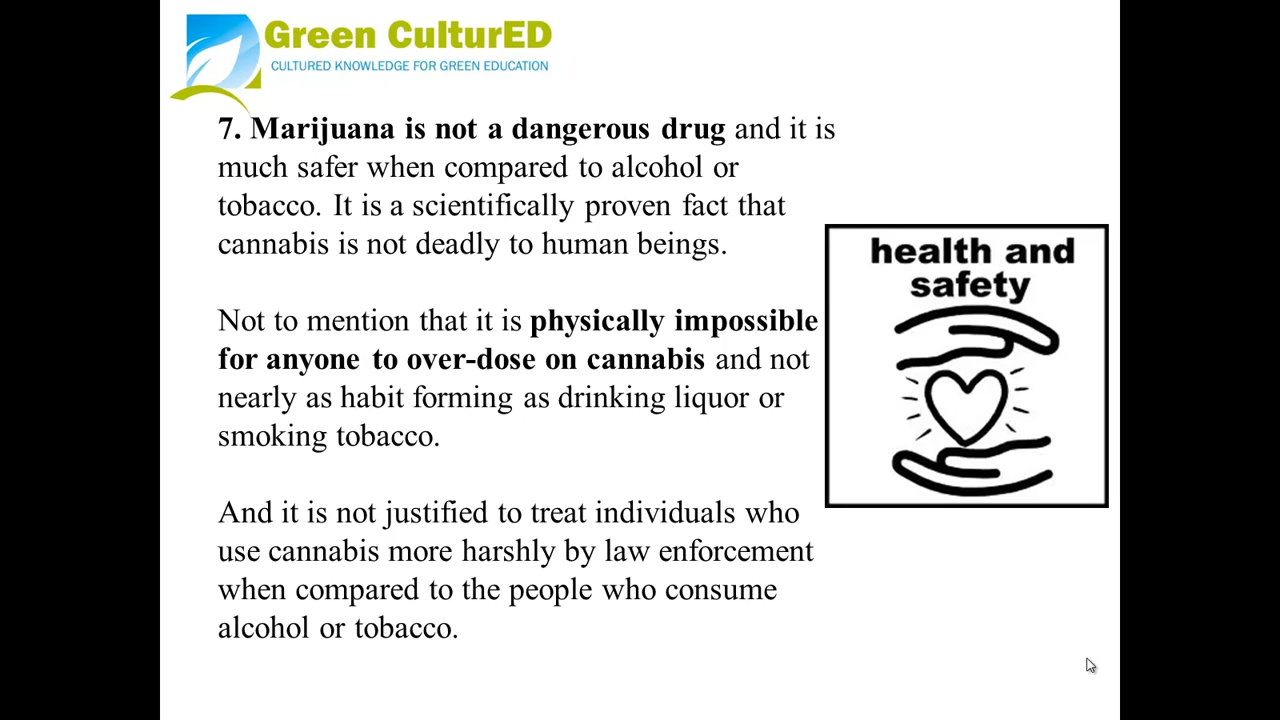 Green CulturED
CULTURED KNOWLEDGE FOR GREEN EDUCATION
7. Marijuana is not a dangerous drug and it is
much safer when compared to alcohol or
tobacco. It is a scientifically proven fact that
cannabis is not deadly to human beings.
Not to mention that it is physically impossible
for anyone to over-dose on cannabis and not
nearly as habit forming as drinking liquor or
smoking tobacco.
And it is not justified to treat individuals who
use cannabis more harshly by law enforcement
when compared to the people who consume
alcohol or tobacco.
health and
safety